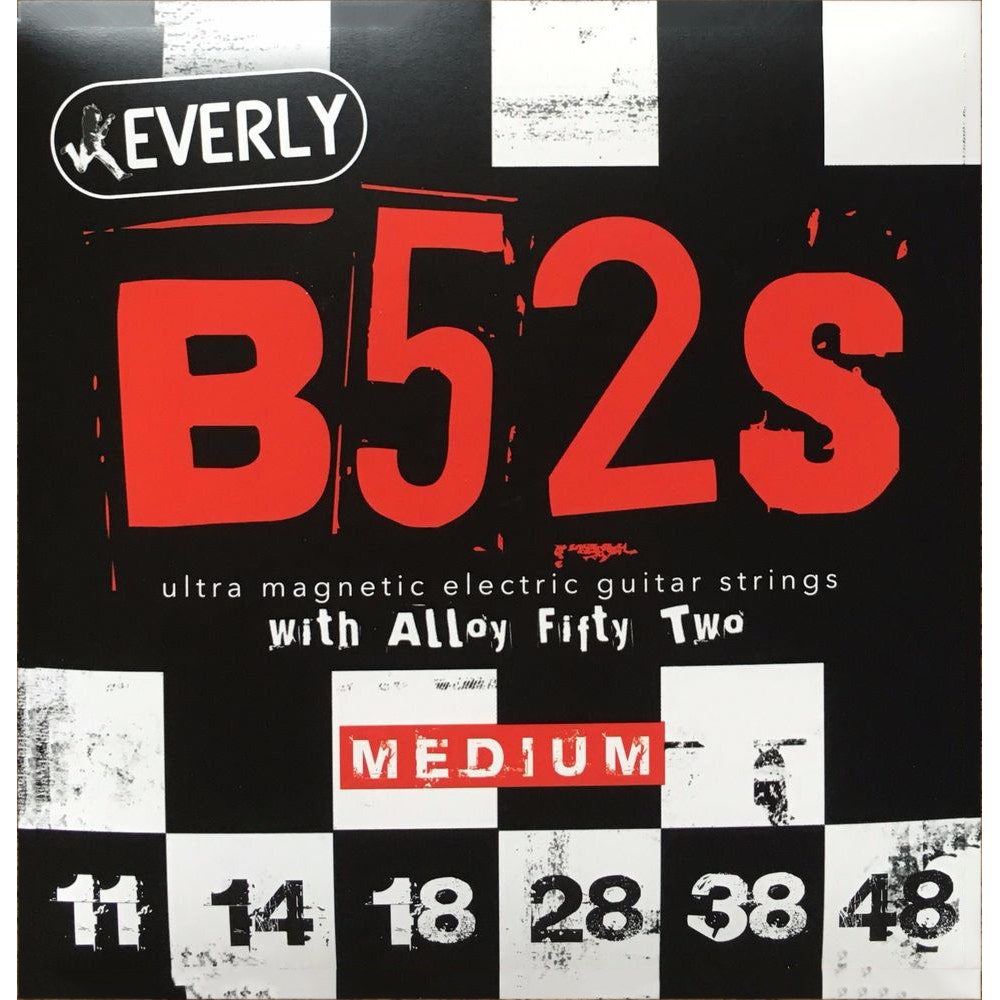 EVERLY
B52s
ultra magnetic electric guitar strings
with Alloy Fifty Two
MEDIUM
11 14 18 28 38 48